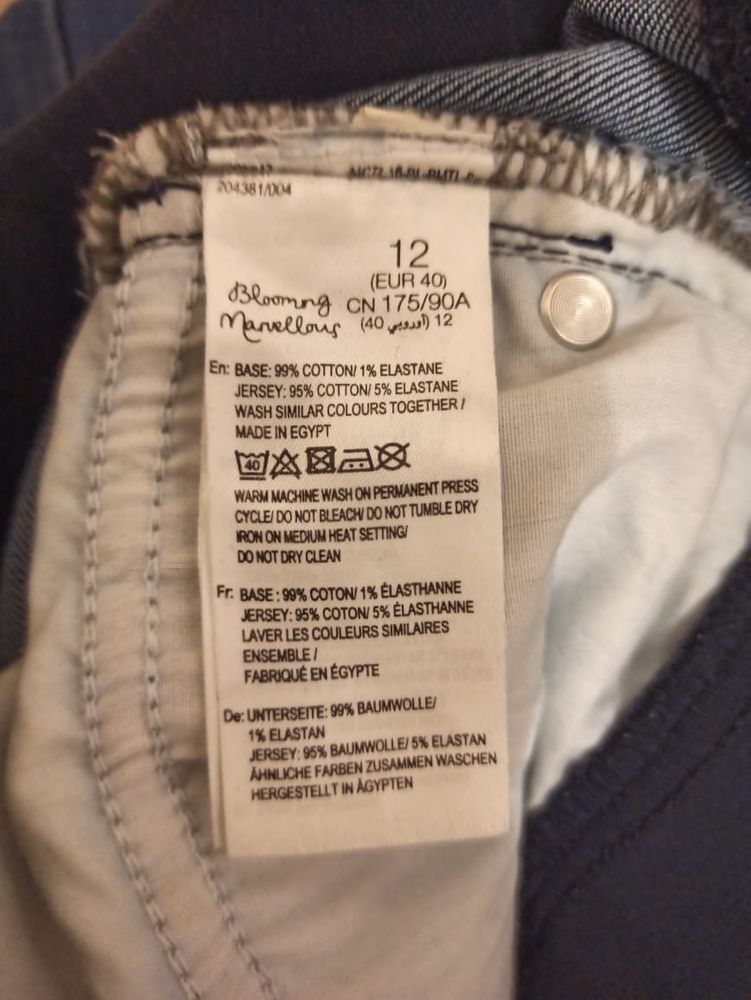 204381/004
12
(EUR 40)
Blooming
Marvellous
CN 175/90A
12 (40
En: BASE: 99% COTTON/ 1% ELASTANE
JERSEY: 95% COTTON/ 5% ELASTANE
WASH SIMILAR COLOURS TOGETHER /
MADE IN EGYPT
40
WARM MACHINE WASH ON PERMANENT PRESS
CYCLE/ DO NOT BLEACH/ DO NOT TUMBLE DRY
IRON ON MEDIUM HEAT SETTING/
DO NOT DRY CLEAN
Fr: BASE : 99% COTON/ 1% ÉLASTHANNE
JERSEY: 95% COTON/ 5% ÉLASTHANNE
LAVER LES COULEURS SIMILAIRES
ENSEMBLE /
FABRIQUÉ EN ÉGYPTE
De: UNTERSEITE: 99% BAUMWOLLE/
1% ELASTAN
JERSEY: 95% BAUMWOLLE/ 5% ELASTAN
ÄHNLICHE FARBEN ZUSAMMEN WASCHEN
HERGESTELLT IN ÄGYPTEN